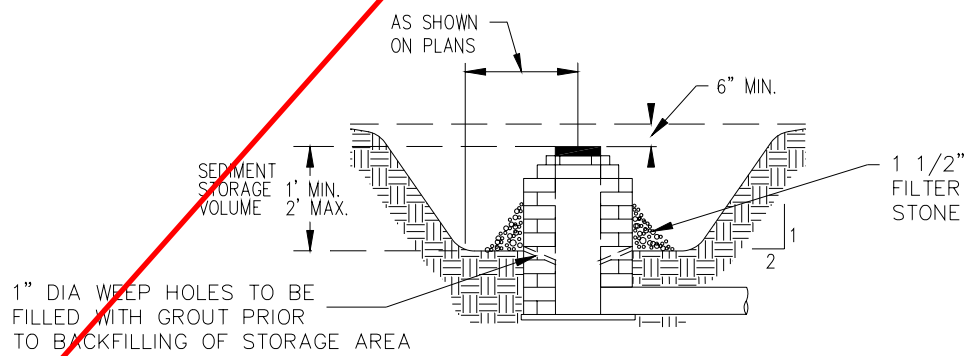 AS SHOWN
ON PLANS
6" MIN.
SEDIMENT
STORAGE 1' MIN.
VOLUME 2' MAX.
1 1/2"
FILTER
STONE
1
2
1" DIA WEEP HOLES TO BE
FILLED WITH GROUT PRIOR
TO BACKFILLING OF STORAGE AREA